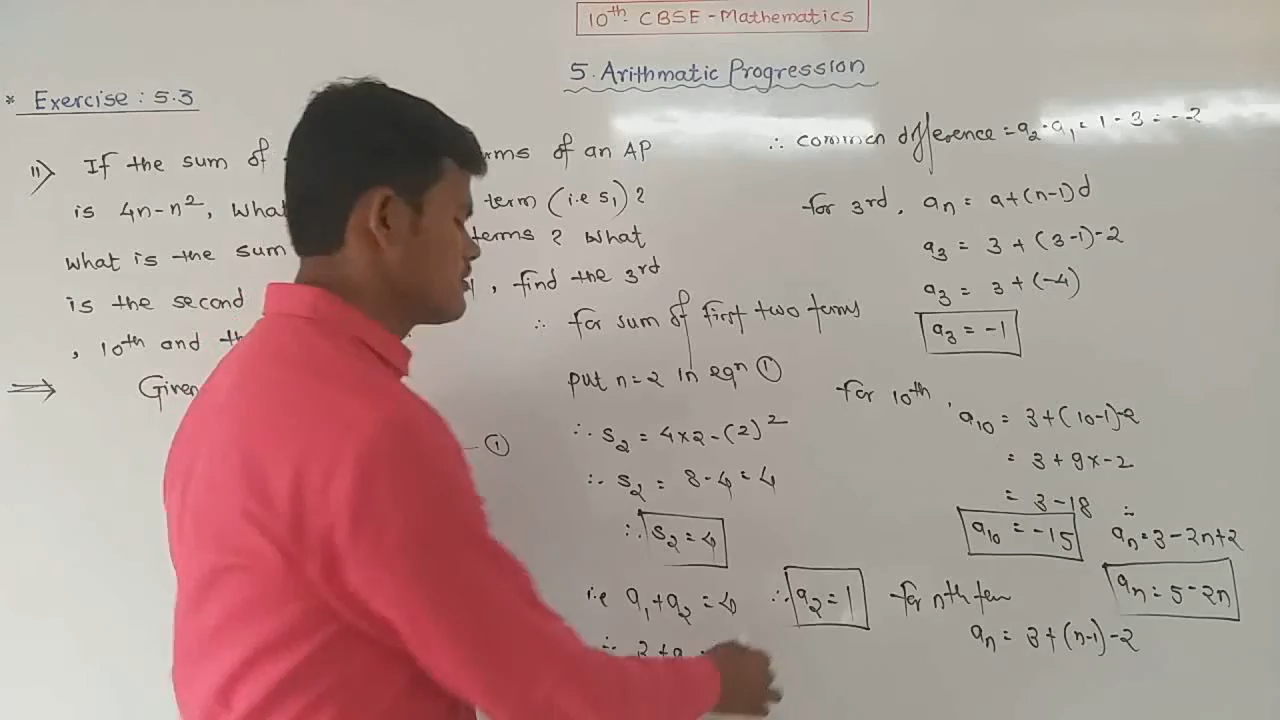 10th CBSE - Mathematics
5. Arithmatic Progression
* Exercise : 5.3
11) If the sum of
rms of an AP
is 4n-n², What
term (i.e S₁) ?
What is the sum
terms ? What
is the second
, find the 3rd
, 10th and th
⇒ Given
— ①
∴ for sum of first two terms
put n=2 in eqn ①
∴ S₂ = 4×2-(2)²
∴ S₂ = 8-4 = 4
∴ S₂ = 4
i.e a₁+a₂ = 4
∴ 3+a
∴ a₂ = 1
∴ common difference = a₂-a₁ = 1-3 = -2
for 3rd, aₙ = a+(n-1)d
a₃ = 3+(3-1)-2
a₃ = 3+(-4)
a₃ = -1
for 10th, a₁₀ = 3+(10-1)-2
= 3+9×-2
= 3-18
a₁₀ = -15
for nth term
aₙ = 3+(n-1)-2
∴ aₙ = 3-2n+2
aₙ = 5-2n